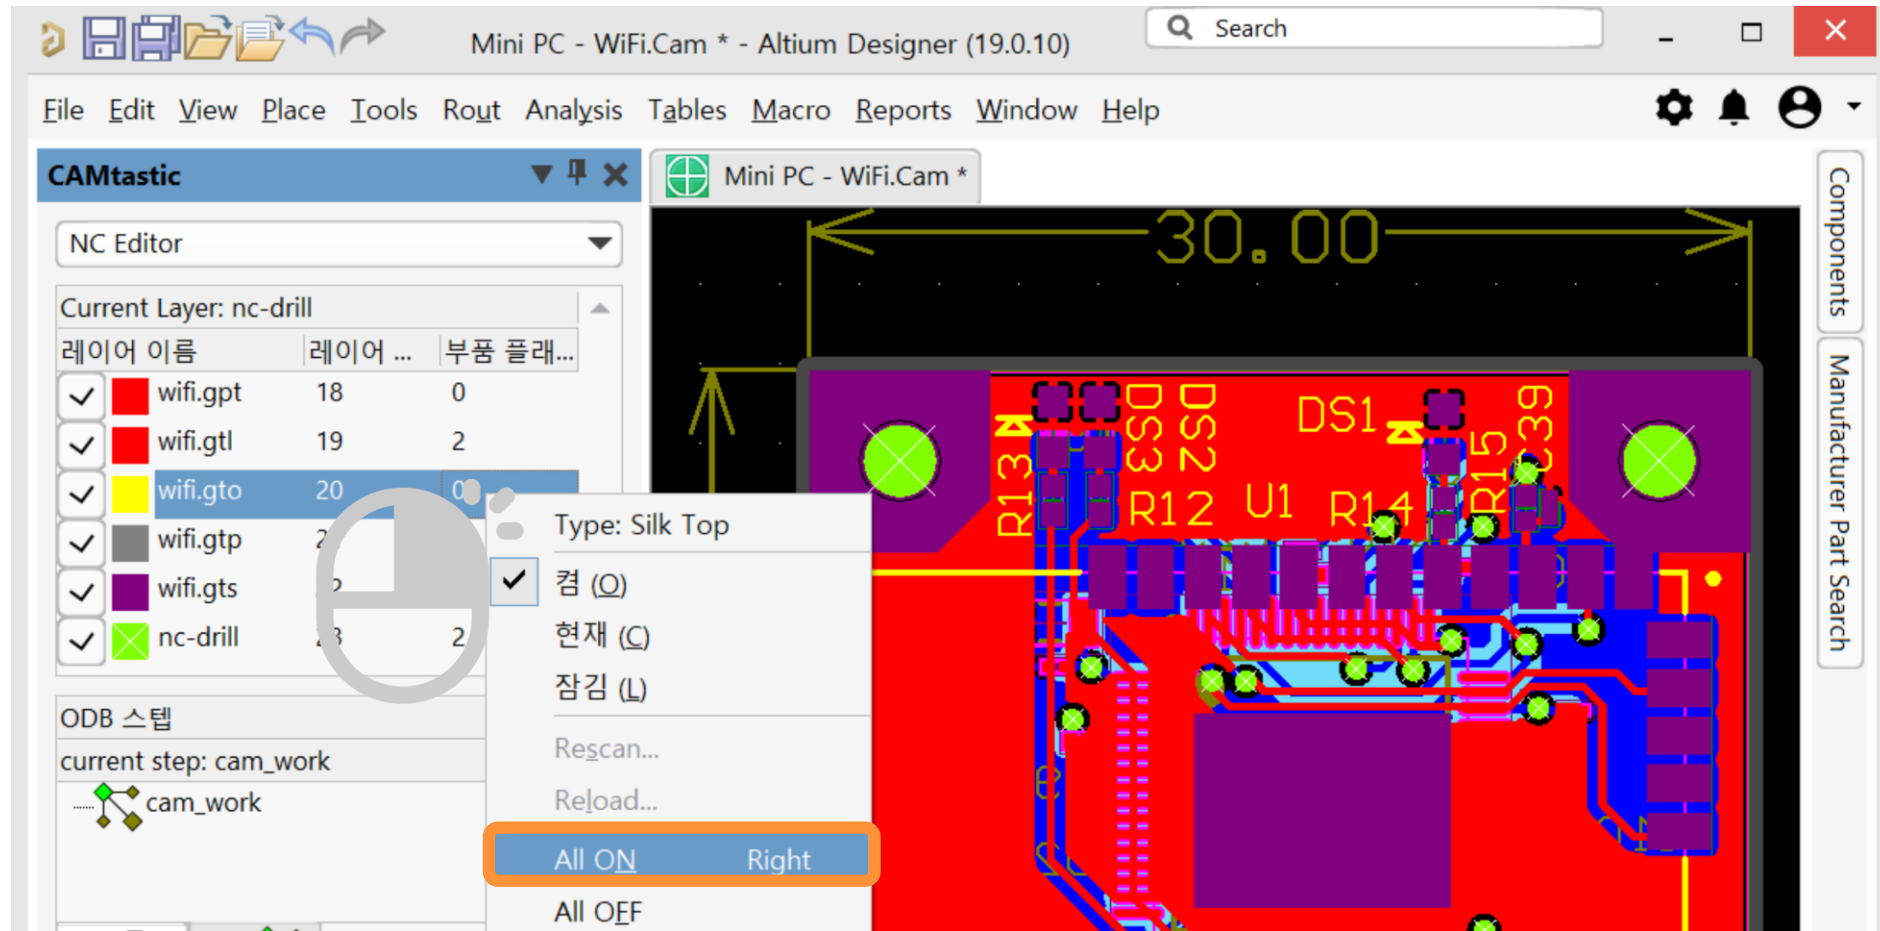 Mini PC - WiFi.Cam * - Altium Designer (19.0.10)
Search
File Edit View Place Tools Rout Analysis Tables Macro Reports Window Help
CAMtastic
Mini PC - WiFi.Cam *
NC Editor
Current Layer: nc-drill
레이어 이름 레이어 ... 부품 플래...
wifi.gpt 18 0
wifi.gtl 19 2
wifi.gto 20 0
wifi.gtp
wifi.gts
nc-drill 2
ODB 스텝
current step: cam_work
cam_work
Type: Silk Top
켬 (O)
현재 (C)
잠김 (L)
Rescan...
Reload...
All ON Right
All OFF
30.00
DS3
DS2
DS1
C39
R13
R12
U1
R14
R15
Components
Manufacturer Part Search